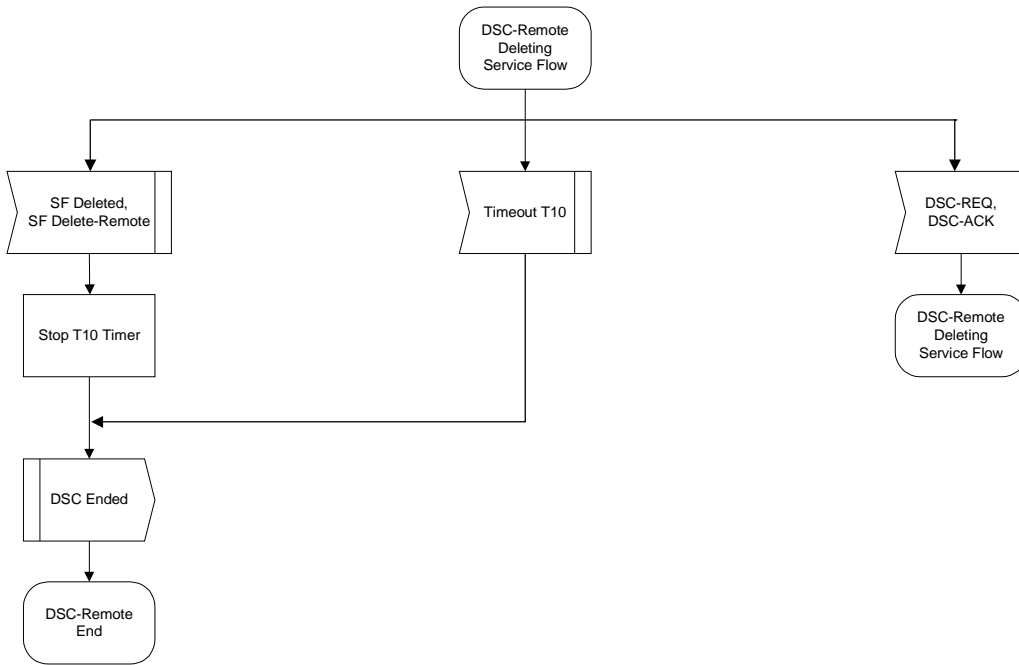 DSC-Remote
Deleting
Service Flow
SF Deleted,
SF Delete-Remote
Timeout T10
DSC-REQ,
DSC-ACK
Stop T10 Timer
DSC-Remote
Deleting
Service Flow
DSC Ended
DSC-Remote
End